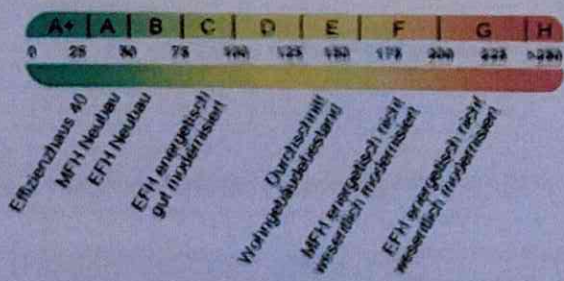 A+ A B C D E F G H
0 25 50 75 100 125 150 175 200 225 >250
Effizienzhaus 40
MFH Neubau
EFH Neubau
EFH energetisch
gut modernisiert
Durchschnitt
Wohngebäudebestand
MFH energetisch nicht
wesentlich modernisiert
EFH energetisch nicht
wesentlich modernisiert